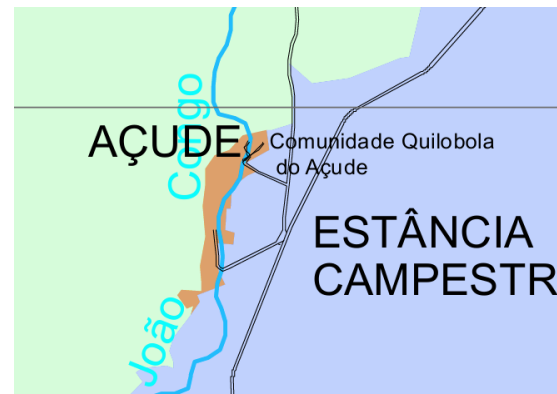 Córrego
AÇUDE
Comunidade Quilobola
do Açude
ESTÂNCIA
CAMPESTR
João